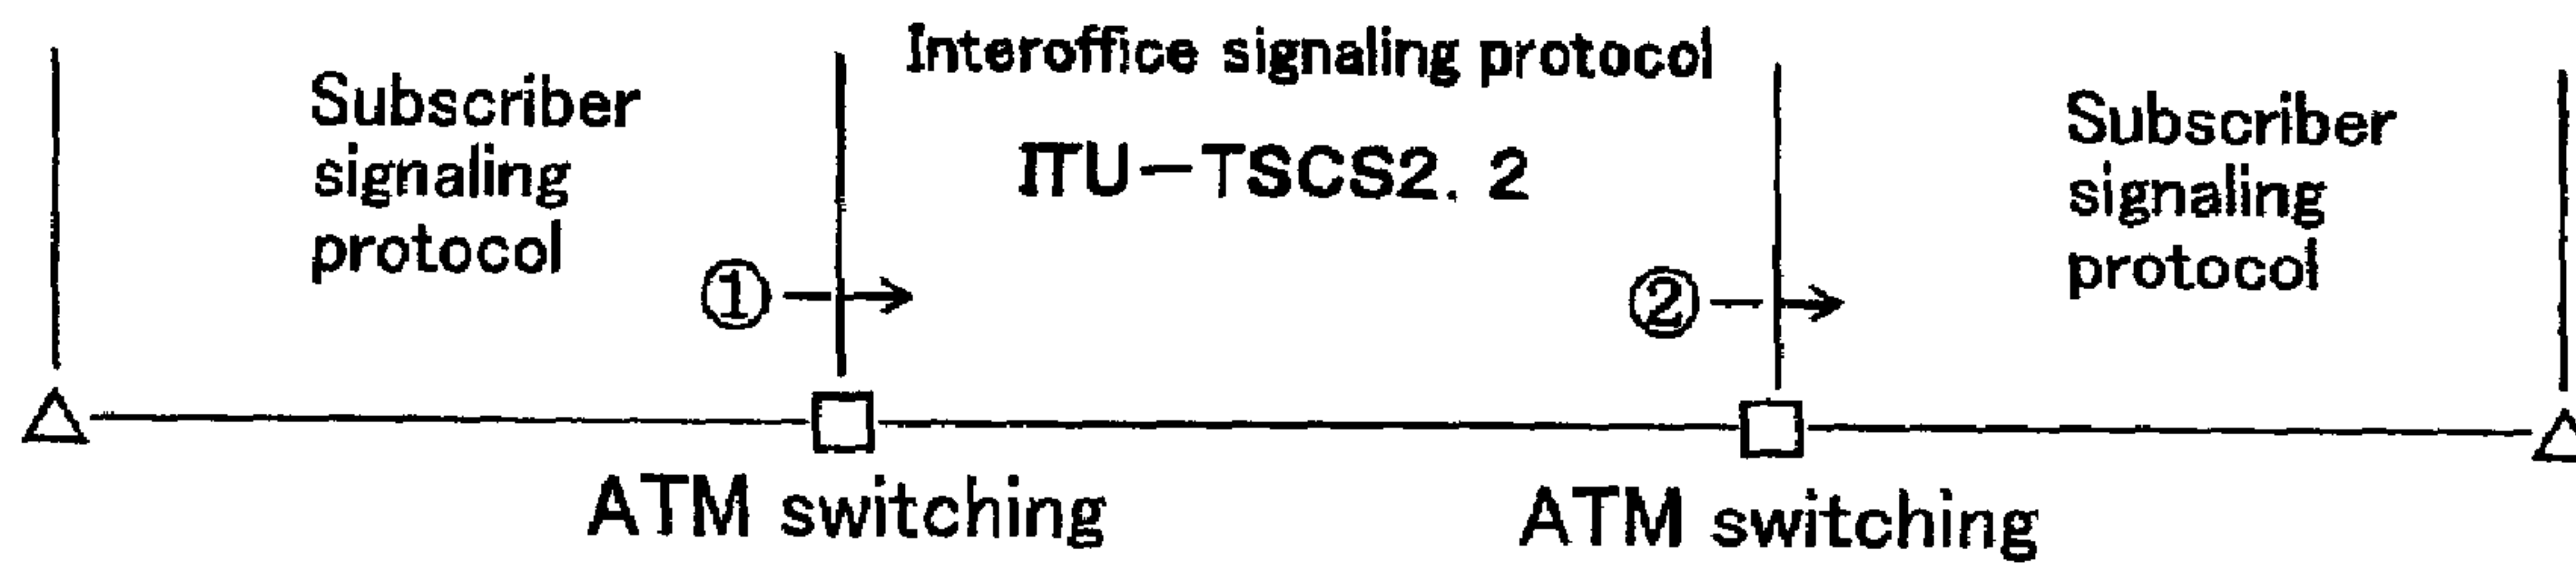 Subscriber
signaling
protocol
①
Interoffice signaling protocol
ITU-TSCS2. 2
②
Subscriber
signaling
protocol
ATM switching
ATM switching